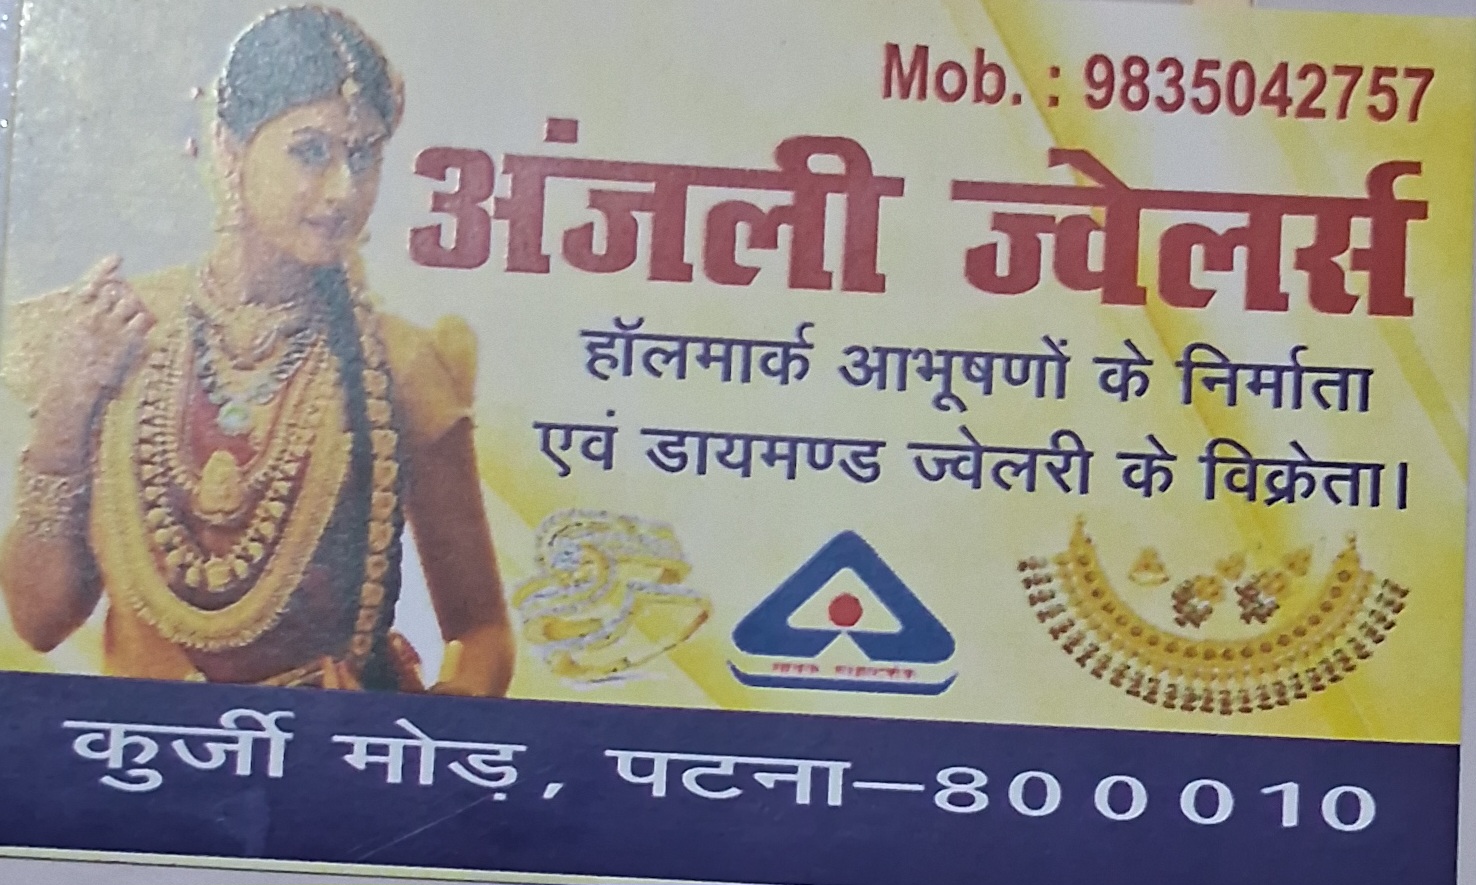 Mob. : 9835042757
अंजली ज्वेलर्स
हॉलमार्क आभूषणों के निर्माता
एवं डायमण्ड ज्वेलरी के विक्रेता।
कुर्जी मोड़, पटना–800010